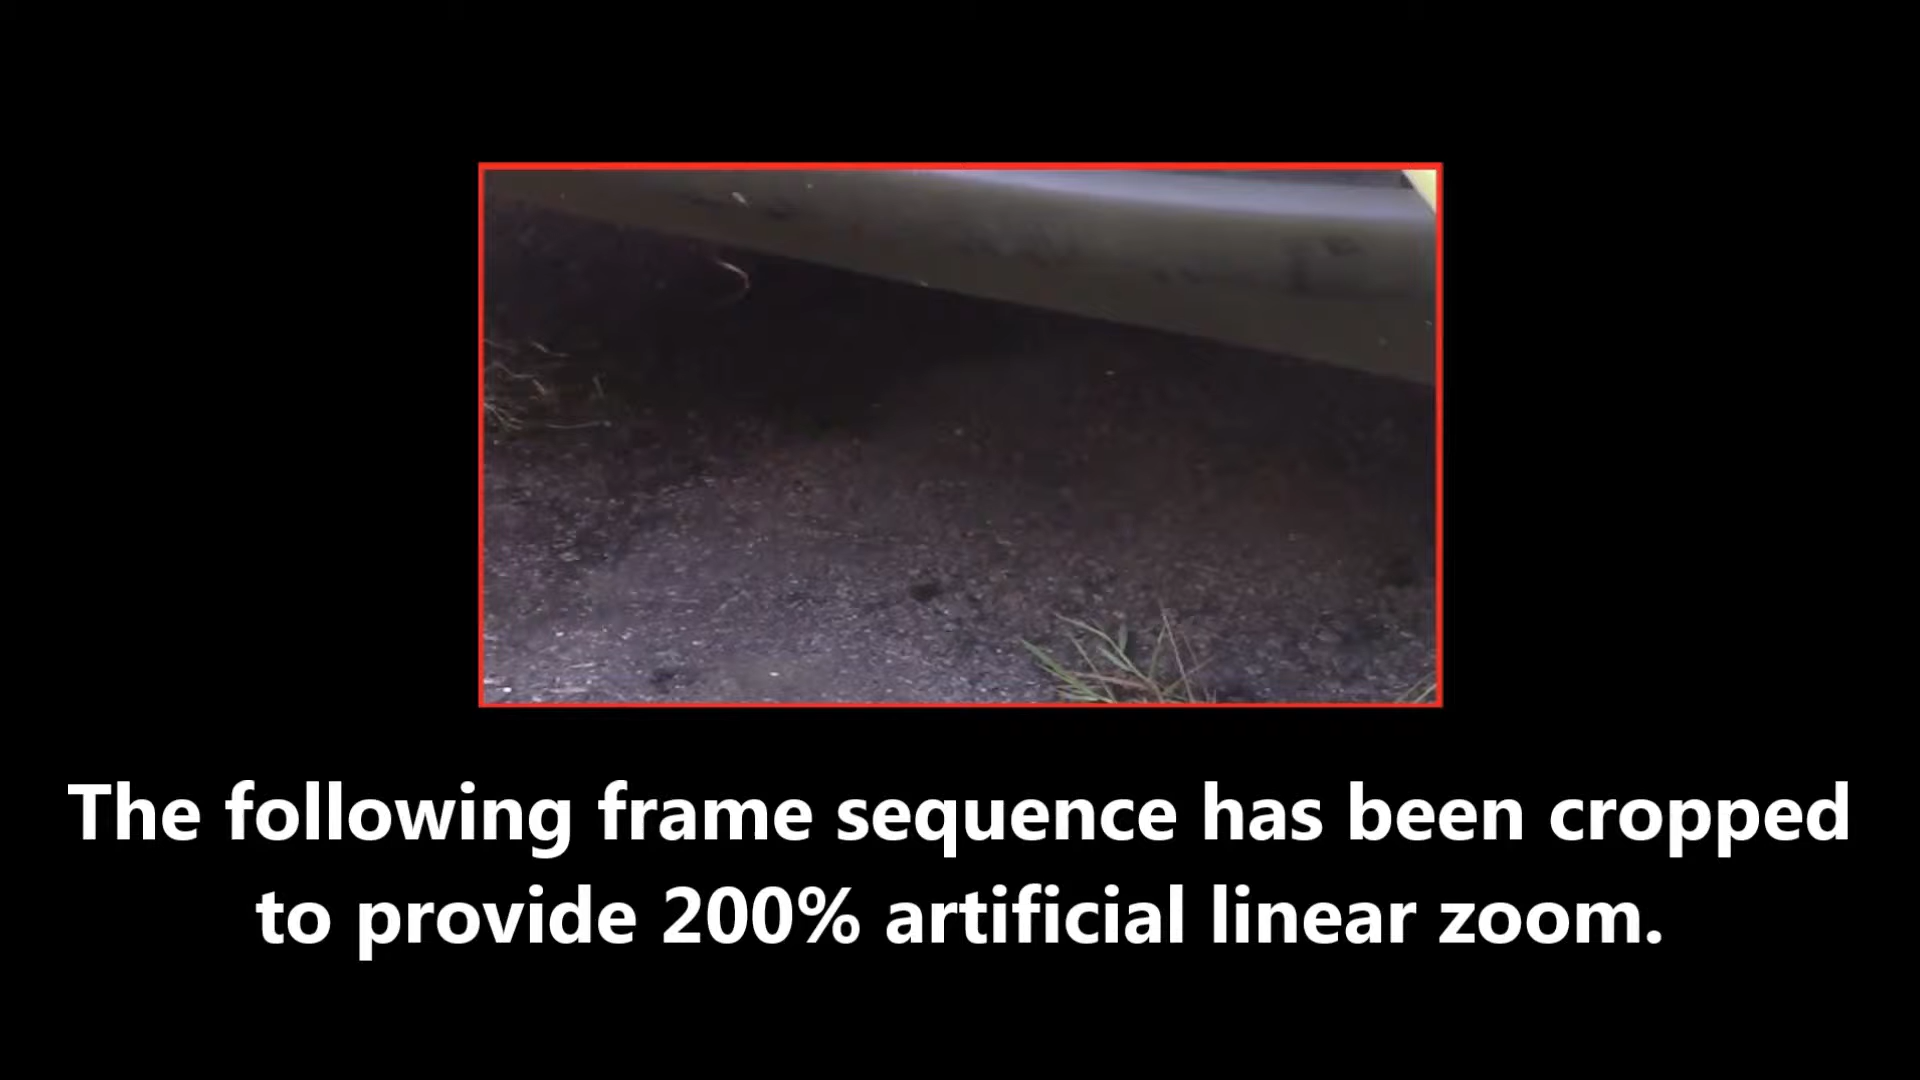 The following frame sequence has been cropped
to provide 200% artificial linear zoom.